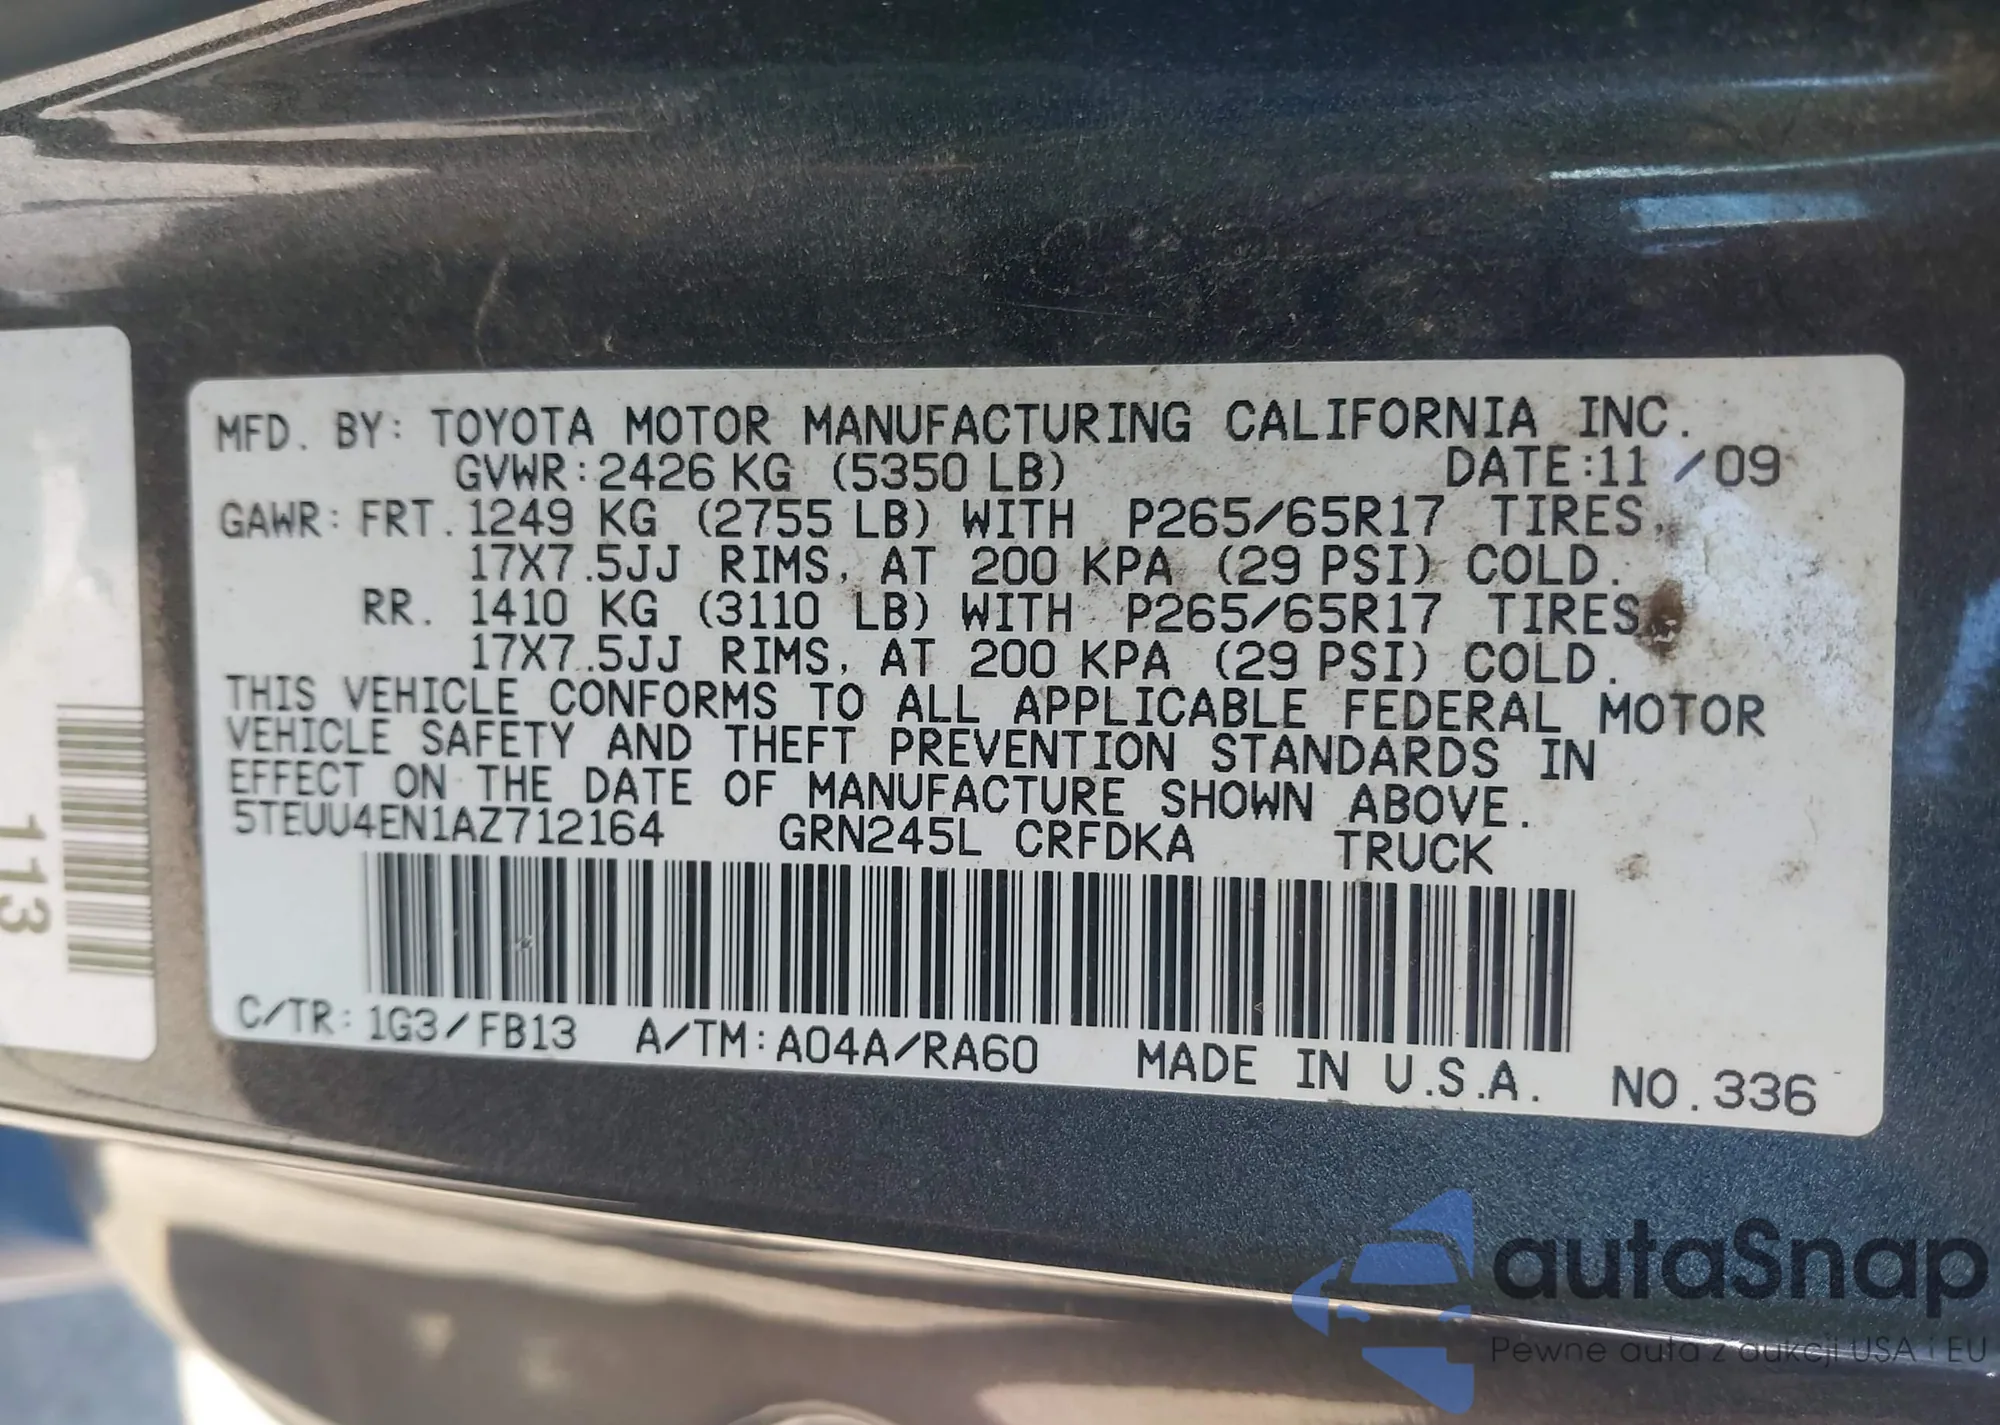 MFD. BY: TOYOTA MOTOR MANUFACTURING CALIFORNIA INC.
GVWR: 2426 KG (5350 LB) DATE: 11 /09
GAWR: FRT. 1249 KG (2755 LB) WITH P265/65R17 TIRES,
17X7.5JJ RIMS, AT 200 KPA (29 PSI) COLD.
RR. 1410 KG (3110 LB) WITH P265/65R17 TIRES
17X7.5JJ RIMS, AT 200 KPA (29 PSI) COLD.
THIS VEHICLE CONFORMS TO ALL APPLICABLE FEDERAL MOTOR
VEHICLE SAFETY AND THEFT PREVENTION STANDARDS IN
EFFECT ON THE DATE OF MANUFACTURE SHOWN ABOVE.
5TEUU4EN1AZ712164 GRN245L CRFDKA TRUCK
C/TR: 1G3/FB13 A/TM: A04A/RA60 MADE IN U.S.A. NO. 336
113
autaSnap
Pewne auta z aukcji USA i EU